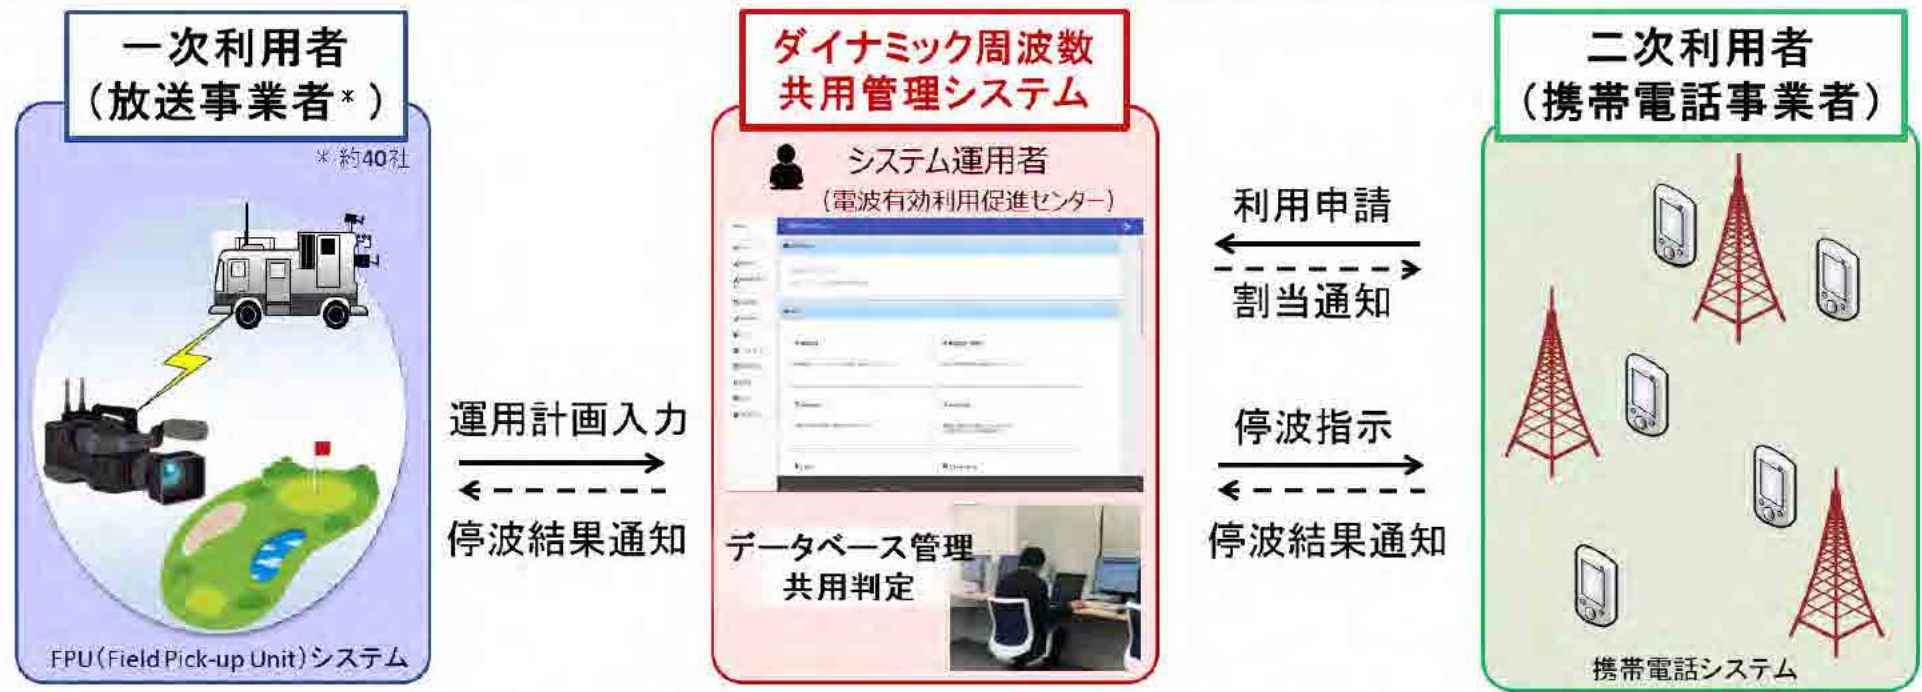 一次利用者
（放送事業者*）
*約40社
FPU（Field Pick-up Unit）システム
運用計画入力
停波結果通知
ダイナミック周波数
共用管理システム
システム運用者
（電波有効利用促進センター）
データベース管理
共用判定
利用申請
割当通知
停波指示
停波結果通知
二次利用者
（携帯電話事業者）
携帯電話システム